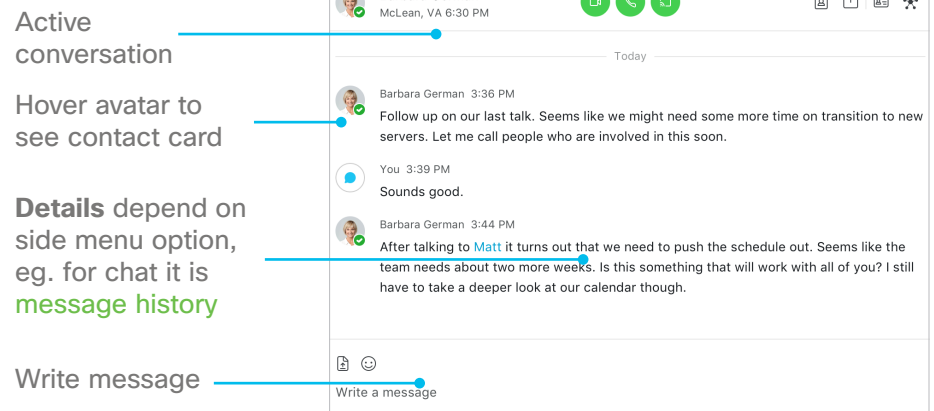 Active
conversation
Hover avatar to
see contact card
Details depend on
side menu option,
eg. for chat it is
message history
Write message
McLean, VA 6:30 PM
Today
Barbara German 3:36 PM
Follow up on our last talk. Seems like we might need some more time on transition to new
servers. Let me call people who are involved in this soon.
You 3:39 PM
Sounds good.
Barbara German 3:44 PM
After talking to Matt it turns out that we need to push the schedule out. Seems like the
team needs about two more weeks. Is this something that will work with all of you? I still
have to take a deeper look at our calendar though.
Write a message